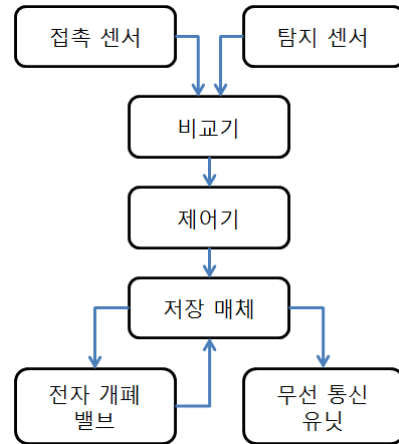 접촉 센서
탐지 센서
비교기
제어기
저장 매체
전자 개폐
밸브
무선 통신
유닛